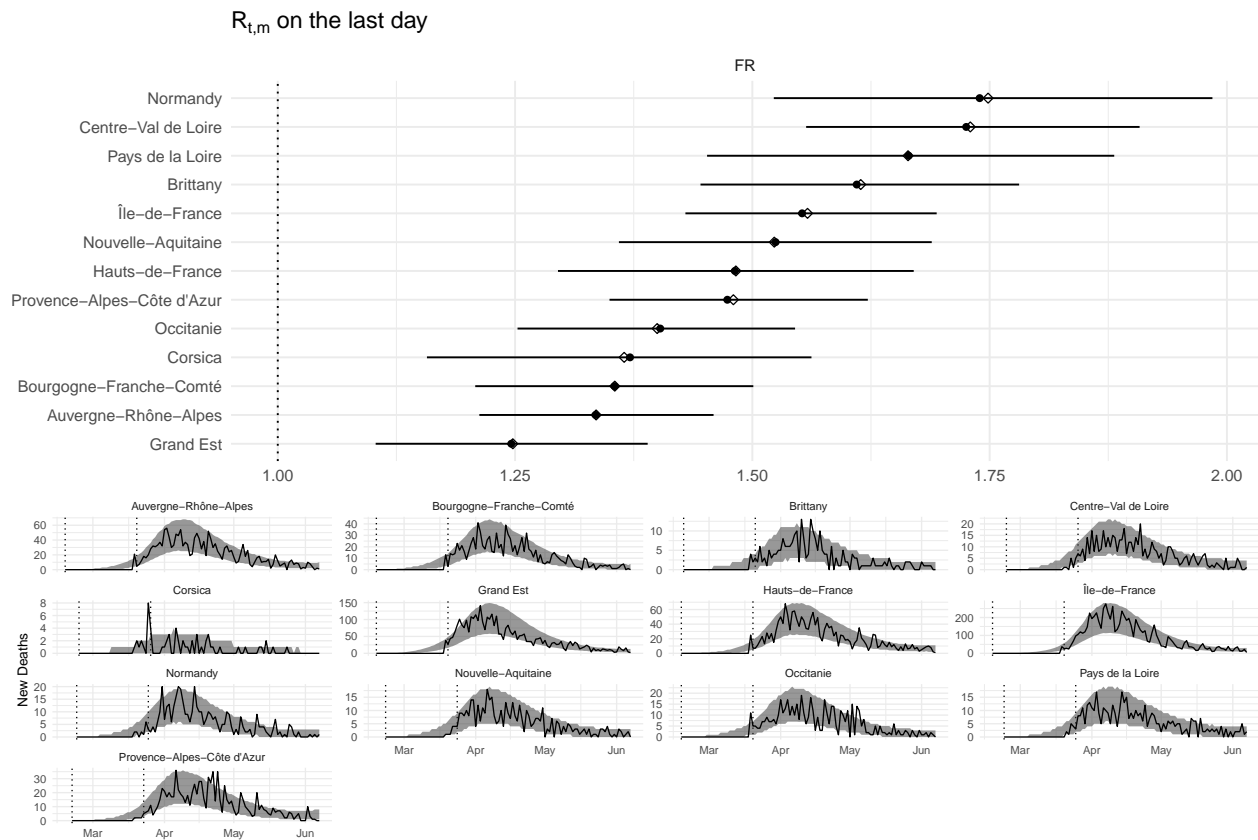 R t,m on the last day
FR
Normandy
Centre−Val de Loire
Pays de la Loire
Brittany
Île−de−France
Nouvelle−Aquitaine
Hauts−de−France
Provence−Alpes−Côte d'Azur
Occitanie
Corsica
Bourgogne−Franche−Comté
Auvergne−Rhône−Alpes
Grand Est
1.00 1.25 1.50 1.75 2.00
New Deaths
Auvergne−Rhône−Alpes
60
40
20
0
Bourgogne−Franche−Comté
40
30
20
10
0
Brittany
10
5
0
Centre−Val de Loire
20
15
10
5
0
Corsica
8
6
4
2
0
Grand Est
150
100
50
0
Hauts−de−France
60
40
20
0
Île−de−France
200
100
0
Normandy
20
15
10
5
0
Nouvelle−Aquitaine
15
10
5
0
Mar Apr May Jun
Occitanie
20
15
10
5
0
Mar Apr May Jun
Pays de la Loire
15
10
5
0
Mar Apr May Jun
Provence−Alpes−Côte d'Azur
30
20
10
0
Mar Apr May Jun